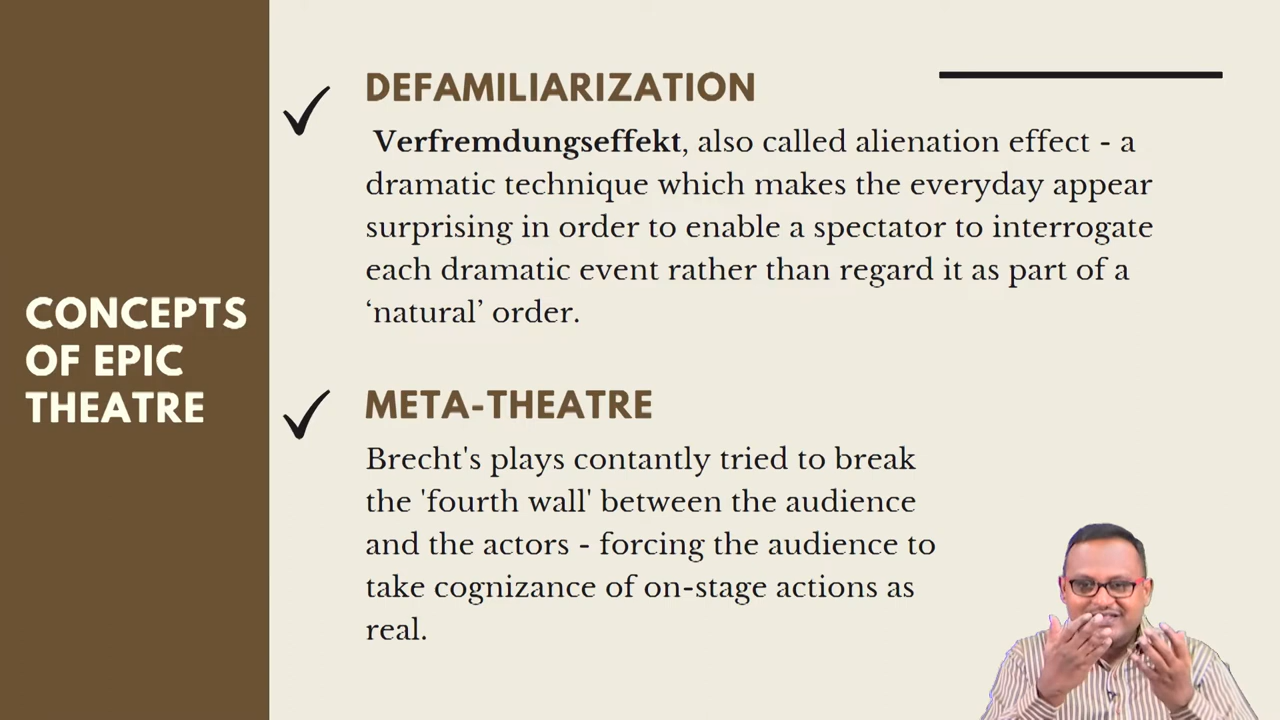 CONCEPTS
OF EPIC
THEATRE
DEFAMILIARIZATION
Verfremdungseffekt, also called alienation effect - a
dramatic technique which makes the everyday appear
surprising in order to enable a spectator to interrogate
each dramatic event rather than regard it as part of a
‘natural’ order.
META-THEATRE
Brecht's plays contantly tried to break
the 'fourth wall' between the audience
and the actors - forcing the audience to
take cognizance of on-stage actions as
real.